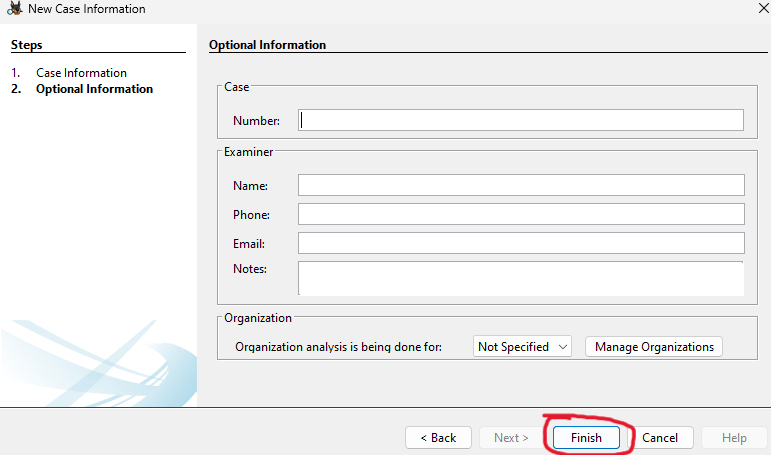 New Case Information
Steps
1. Case Information
2. Optional Information
Optional Information
Case
Number:
Examiner
Name:
Phone:
Email:
Notes:
Organization
Organization analysis is being done for: Not Specified Manage Organizations
< Back Next > Finish Cancel Help